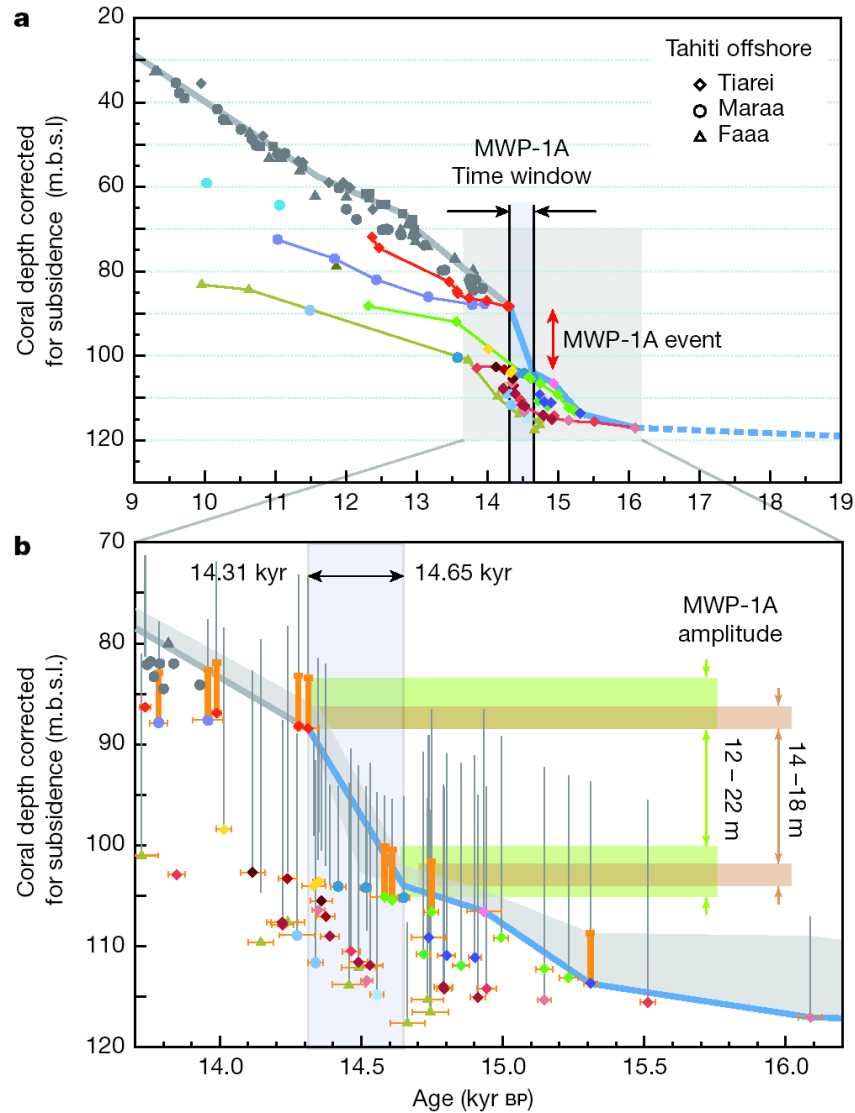 a
20
40
60
80
100
120
Coral depth corrected
for subsidence (m.b.s.l.)
Tahiti offshore
Tiarei
Maraa
Faaa
MWP-1A
Time window
MWP-1A event
9 10 11 12 13 14 15 16 17 18 19
b
70
80
90
100
110
120
Coral depth corrected
for subsidence (m.b.s.l.)
14.31 kyr
14.65 kyr
MWP-1A
amplitude
12 – 22 m
14 –18 m
14.0 14.5 15.0 15.5 16.0
Age (kyr BP)